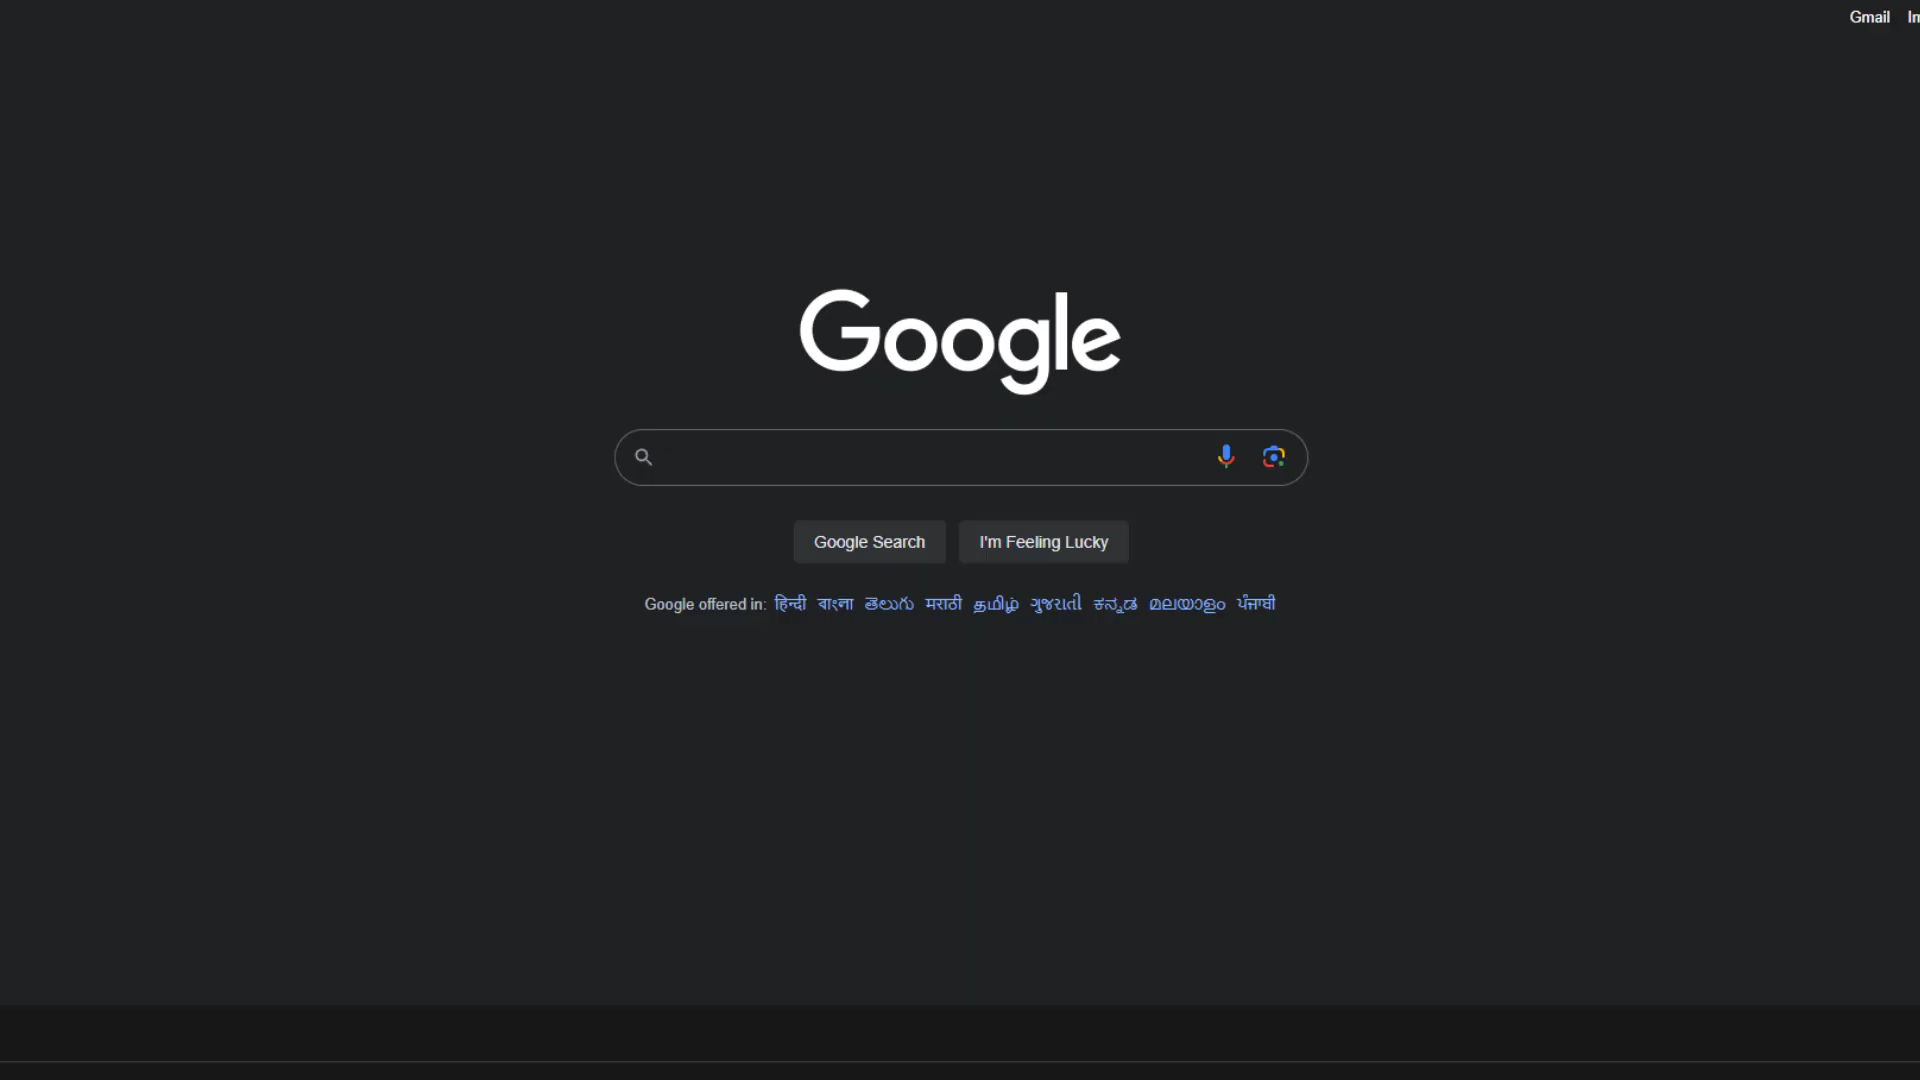 Gmail
Google
Google Search
I'm Feeling Lucky
Google offered in: हिन्दी বাংলা తెలుగు मराठी தமிழ் ગુજરાતી ಕನ್ನಡ മലയാളം ਪੰਜਾਬੀ